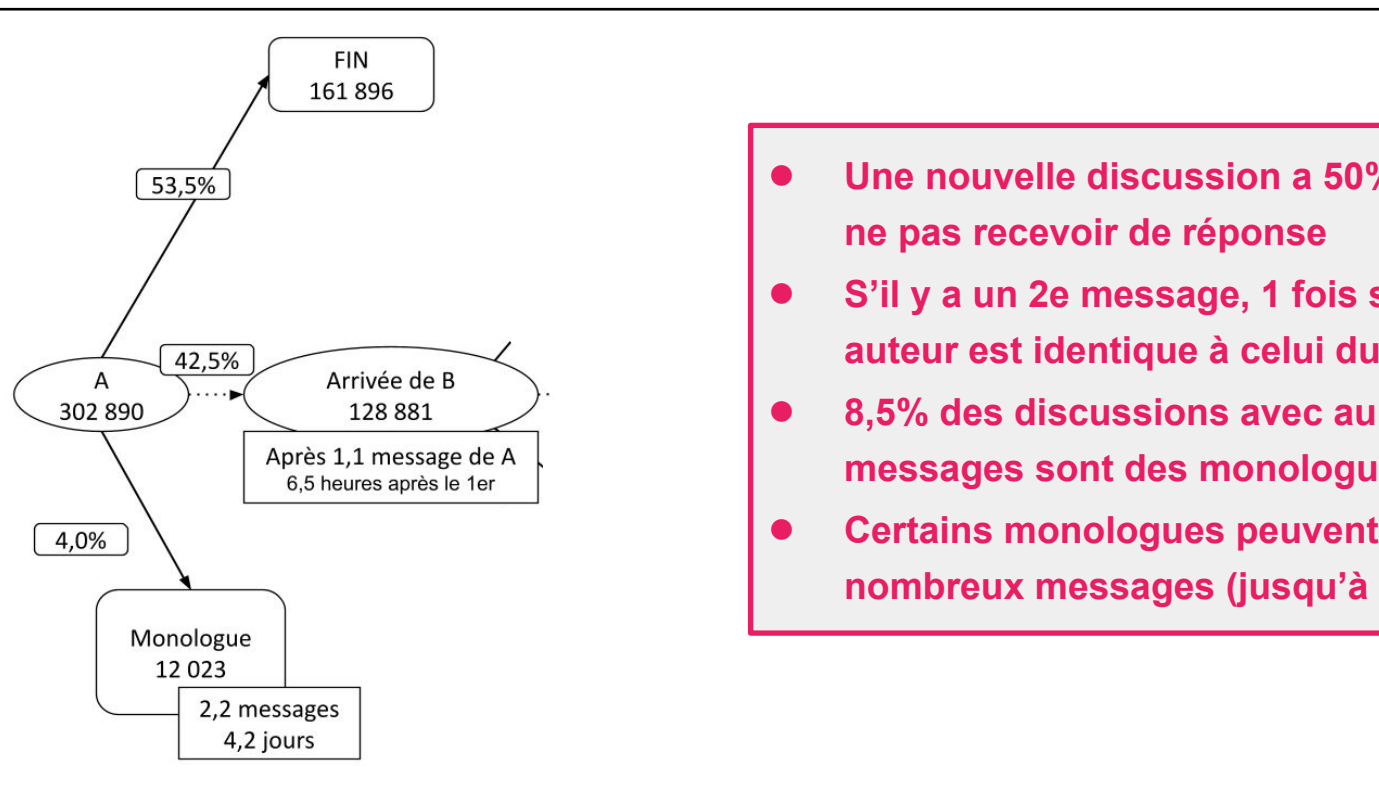 FIN
161 896
53,5%
42,5%
A
302 890
Arrivée de B
128 881
Après 1,1 message de A
6,5 heures après le 1er
4,0%
Monologue
12 023
2,2 messages
4,2 jours
● Une nouvelle discussion a 50%
ne pas recevoir de réponse
● S’il y a un 2e message, 1 fois s
auteur est identique à celui du
● 8,5% des discussions avec au
messages sont des monologu
● Certains monologues peuvent
nombreux messages (jusqu’à